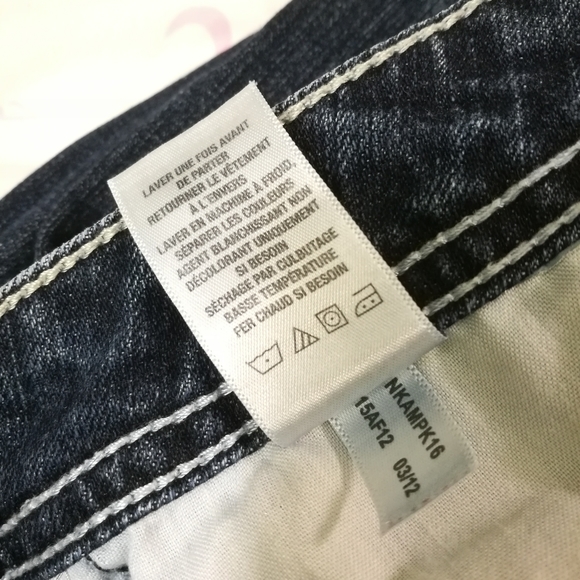 LAVER UNE FOIS AVANT
DE PARTER
RETOURNER LE VÊTEMENT
À L'ENVERS
LAVER EN MACHINE À FROID.
SÉPARER LES COULEURS
AGENT BLANCHISSANT NON
DÉCOLORANT UNIQUEMENT
SI BESOIN
SÉCHAGE PAR CULBUTAGE
BASSE TEMPÉRATURE
FER CHAUD SI BESOIN
NKAMPK16
15AF12 03/12